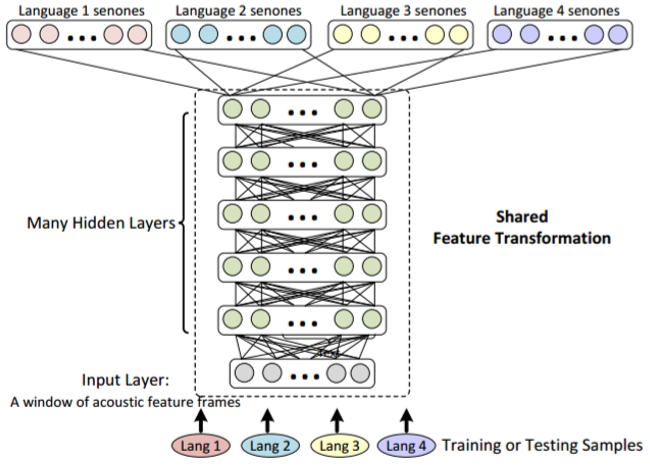 Language 1 senones
Language 2 senones
Language 3 senones
Language 4 senones
Many Hidden Layers
Shared
Feature Transformation
Input Layer:
A window of acoustic feature frames
Lang 1
Lang 2
Lang 3
Lang 4
Training or Testing Samples